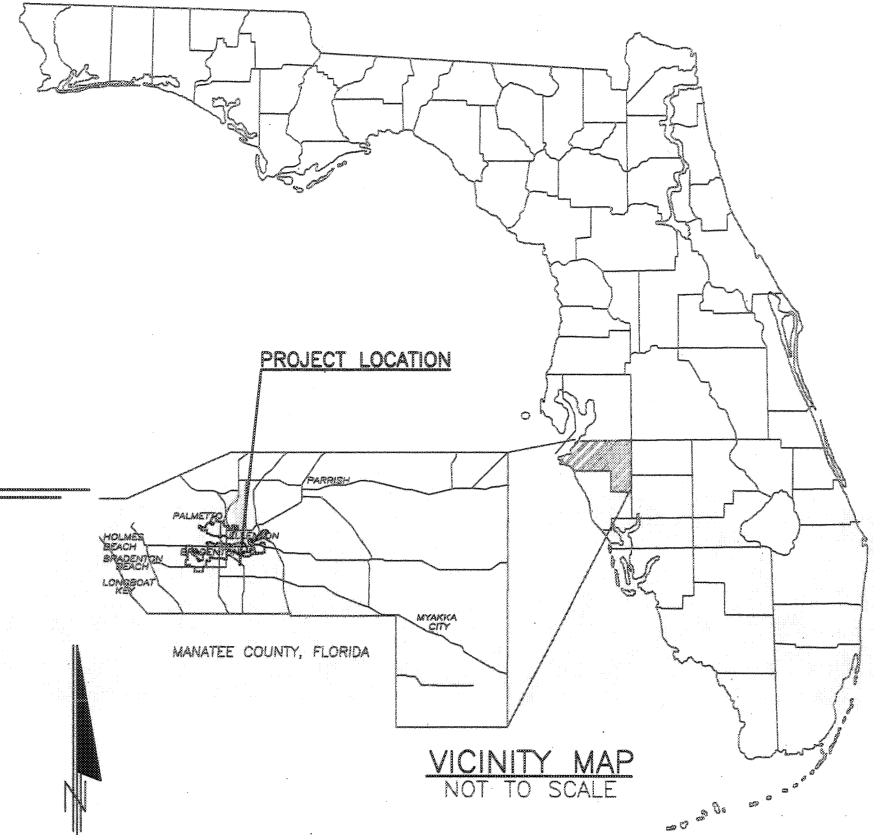 PROJECT LOCATION
PARRISH
PALMETTO
HOLMES
BEACH
BRADENTON
BEACH
LONGBOAT
KEY
MYAKKA
CITY
MANATEE COUNTY, FLORIDA
N
VICINITY MAP
NOT TO SCALE